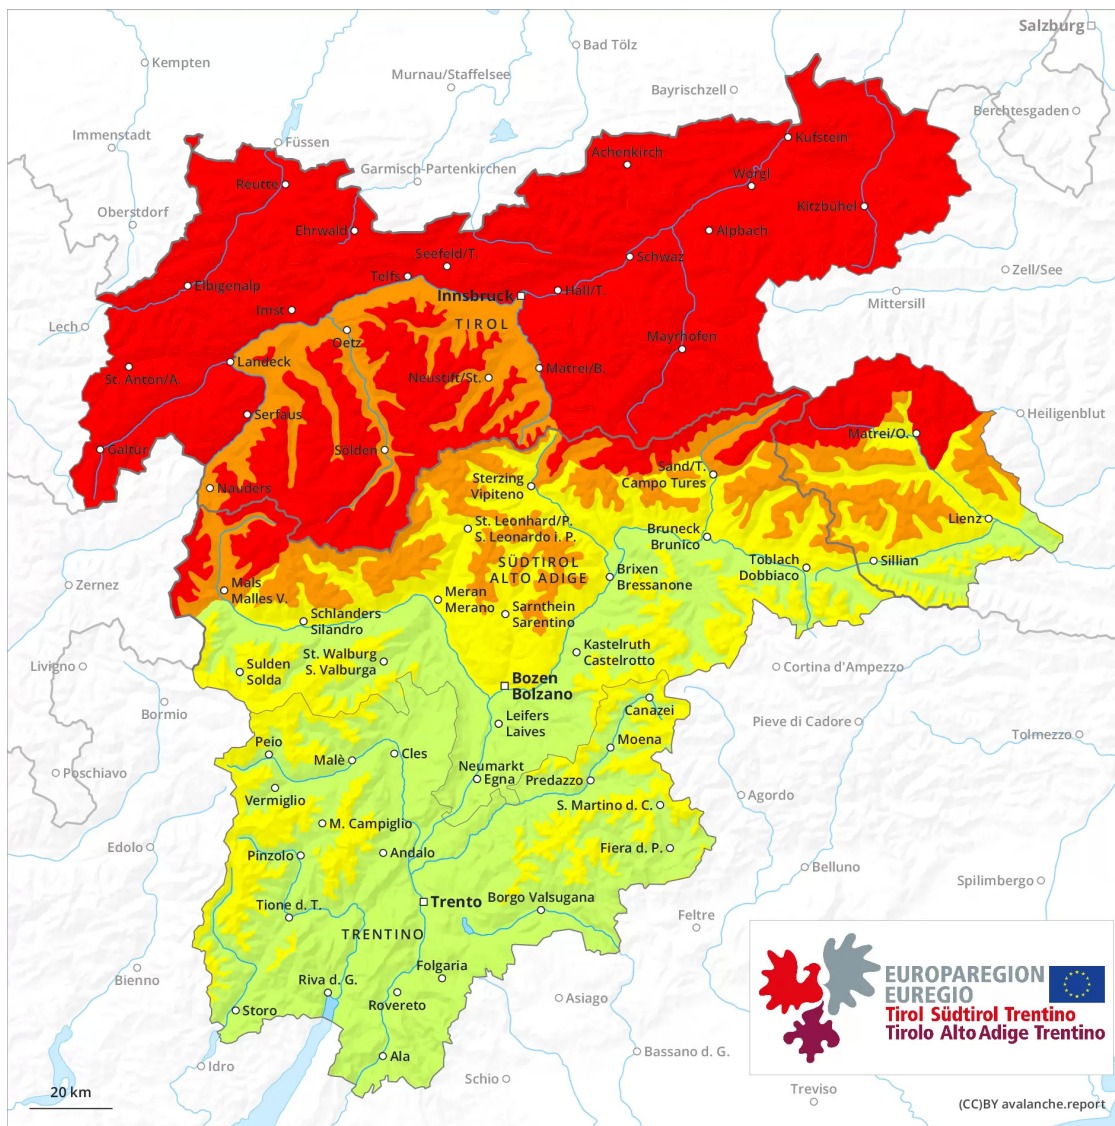 Salzburg
Bad Tölz
Kempten
Murnau/Staffelsee
Bayrischzell
Berchtesgaden
Immenstadt
Füssen
Kufstein
Achenkirch
Garmisch-Partenkirchen
Wörgl
Reutte
Kitzbühel
Oberstdorf
Ehrwald
Alpbach
Seefeld/T.
Schwaz
Telfs
Zell/See
Elbigenalp
Innsbruck
Hall/T.
Mittersill
Imst
Lech
TIROL
Oetz
Mayrhofen
Landeck
Matrei/B.
St. Anton/A.
Neustift/St.
Serfaus
Heiligenblut
Matrei/O.
Galtür
Sölden
Sand/T.
Campo Tures
Sterzing
Vipiteno
Nauders
Lienz
St. Leonhard/P.
S. Leonardo i. P.
Bruneck
Brunico
Toblach
Dobbiaco
Sillian
SÜDTIROL
ALTO ADIGE
Brixen
Bressanone
Zernez
Mals
Malles V.
Meran
Merano
Sarnthein
Sarentino
Schlanders
Silandro
Kastelruth
Castelrotto
St. Walburg
S. Valburga
Livigno
Sulden
Solda
Cortina d'Ampezzo
Bozen
Bolzano
Canazei
Bormio
Leifers
Laives
Pieve di Cadore
Tolmezzo
Moena
Peio
Cles
Malè
Poschiavo
Neumarkt
Egna
Predazzo
Vermiglio
Agordo
S. Martino d. C.
M. Campiglio
Edolo
Pinzolo
Andalo
Fiera d. P.
Belluno
Spilimbergo
Tione d. T.
Trento
Borgo Valsugana
Feltre
TRENTINO
Bienno
Folgaria
Riva d. G.
Rovereto
Asiago
Storo
EUROPAREGION
EUREGIO
Tirol Südtirol Trentino
Tirolo Alto Adige Trentino
Ala
Bassano d. G.
Idro
Schio
Treviso
20 km
(CC)BY avalanche.report